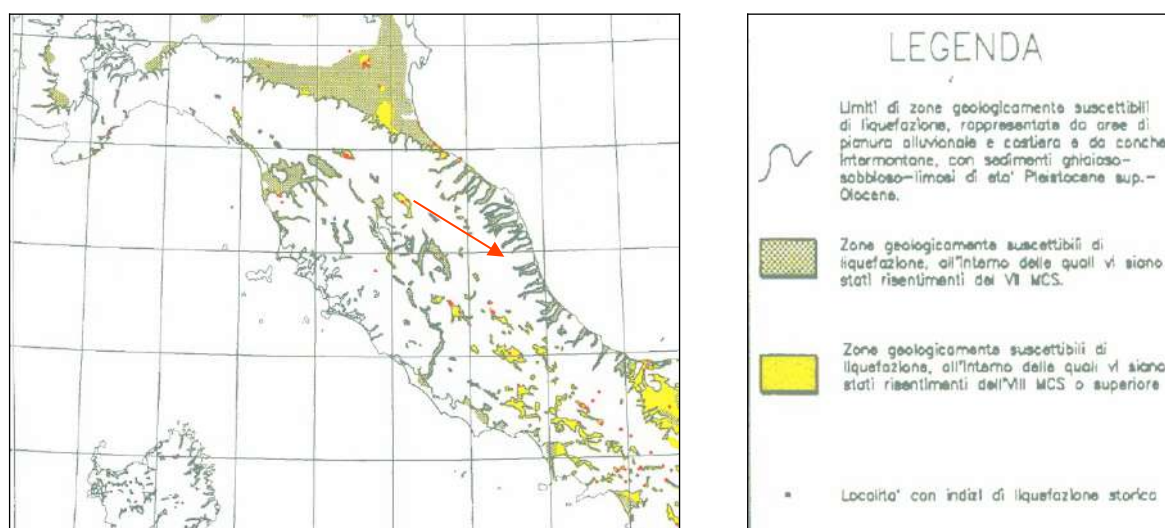 LEGENDA
Limiti di zone geologicamente suscettibili
di liquefazione, rappresentate da aree di
pianura alluvionale e costiera e da conche
intermontane, con sedimenti ghiaioso-
sabbioso-limosi di eta' Pleistocene sup.-
Olocene.
Zone geologicamente suscettibili di
liquefazione, all'interno delle quali vi siano
stati risentimenti del VII MCS.
Zone geologicamente suscettibili di
liquefazione, all'interno delle quali vi siano
stati risentimenti dell'VIII MCS o superiore
Localita' con indizi di liquefazione storica